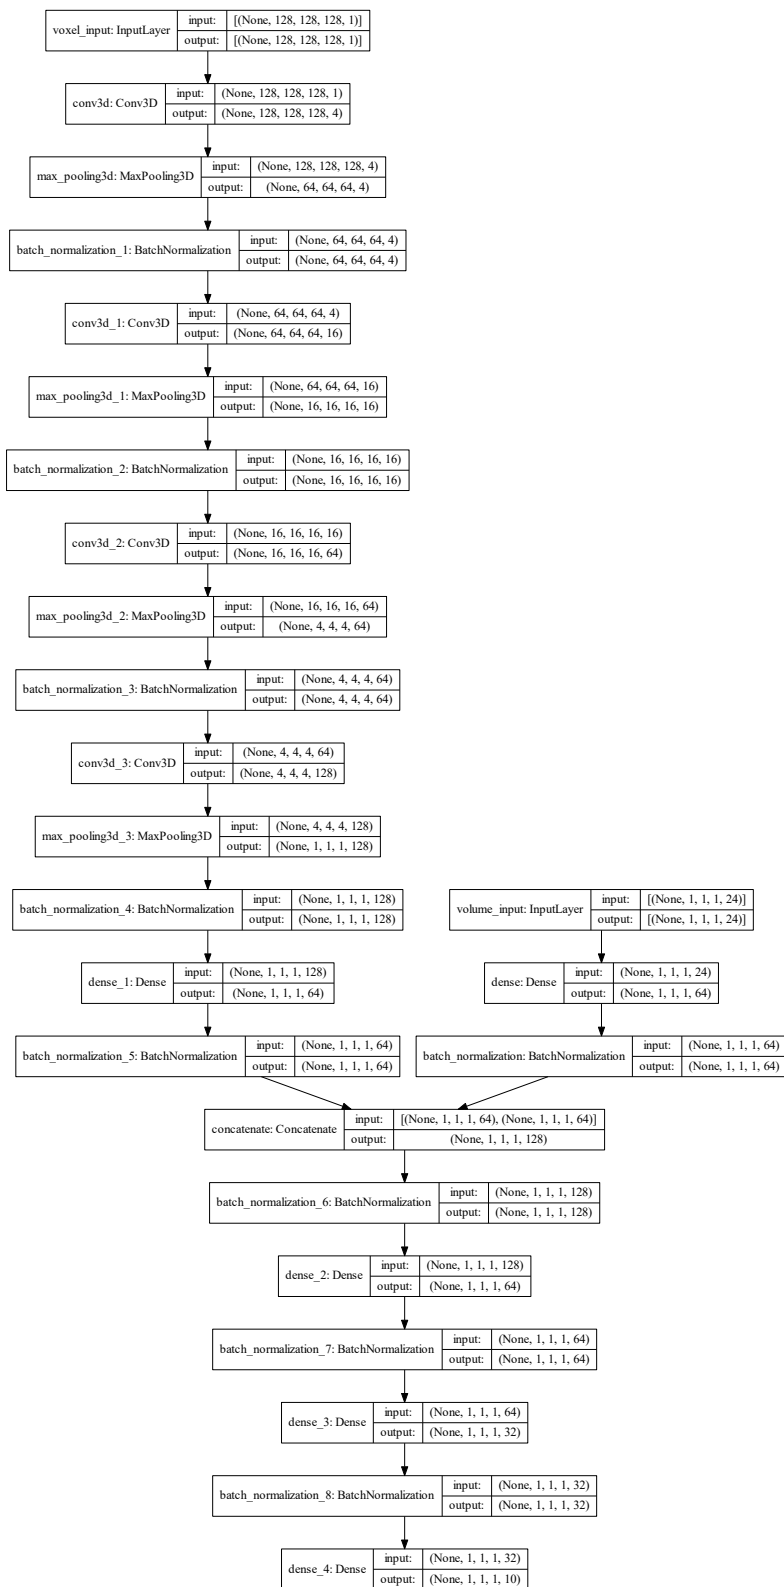 voxel_input: InputLayer
input: [(None, 128, 128, 128, 1)]
output: [(None, 128, 128, 128, 1)]
conv3d: Conv3D
input: (None, 128, 128, 128, 1)
output: (None, 128, 128, 128, 4)
max_pooling3d: MaxPooling3D
input: (None, 128, 128, 128, 4)
output: (None, 64, 64, 64, 4)
batch_normalization_1: BatchNormalization
input: (None, 64, 64, 64, 4)
output: (None, 64, 64, 64, 4)
conv3d_1: Conv3D
input: (None, 64, 64, 64, 4)
output: (None, 64, 64, 64, 16)
max_pooling3d_1: MaxPooling3D
input: (None, 64, 64, 64, 16)
output: (None, 16, 16, 16, 16)
batch_normalization_2: BatchNormalization
input: (None, 16, 16, 16, 16)
output: (None, 16, 16, 16, 16)
conv3d_2: Conv3D
input: (None, 16, 16, 16, 16)
output: (None, 16, 16, 16, 64)
max_pooling3d_2: MaxPooling3D
input: (None, 16, 16, 16, 64)
output: (None, 4, 4, 4, 64)
batch_normalization_3: BatchNormalization
input: (None, 4, 4, 4, 64)
output: (None, 4, 4, 4, 64)
conv3d_3: Conv3D
input: (None, 4, 4, 4, 64)
output: (None, 4, 4, 4, 128)
max_pooling3d_3: MaxPooling3D
input: (None, 4, 4, 4, 128)
output: (None, 1, 1, 1, 128)
batch_normalization_4: BatchNormalization
input: (None, 1, 1, 1, 128)
output: (None, 1, 1, 1, 128)
volume_input: InputLayer
input: [(None, 1, 1, 1, 24)]
output: [(None, 1, 1, 1, 24)]
dense_1: Dense
input: (None, 1, 1, 1, 128)
output: (None, 1, 1, 1, 64)
dense: Dense
input: (None, 1, 1, 1, 24)
output: (None, 1, 1, 1, 64)
batch_normalization_5: BatchNormalization
input: (None, 1, 1, 1, 64)
output: (None, 1, 1, 1, 64)
batch_normalization: BatchNormalization
input: (None, 1, 1, 1, 64)
output: (None, 1, 1, 1, 64)
concatenate: Concatenate
input: [(None, 1, 1, 1, 64), (None, 1, 1, 1, 64)]
output: (None, 1, 1, 1, 128)
batch_normalization_6: BatchNormalization
input: (None, 1, 1, 1, 128)
output: (None, 1, 1, 1, 128)
dense_2: Dense
input: (None, 1, 1, 1, 128)
output: (None, 1, 1, 1, 64)
batch_normalization_7: BatchNormalization
input: (None, 1, 1, 1, 64)
output: (None, 1, 1, 1, 64)
dense_3: Dense
input: (None, 1, 1, 1, 64)
output: (None, 1, 1, 1, 32)
batch_normalization_8: BatchNormalization
input: (None, 1, 1, 1, 32)
output: (None, 1, 1, 1, 32)
dense_4: Dense
input: (None, 1, 1, 1, 32)
output: (None, 1, 1, 1, 10)